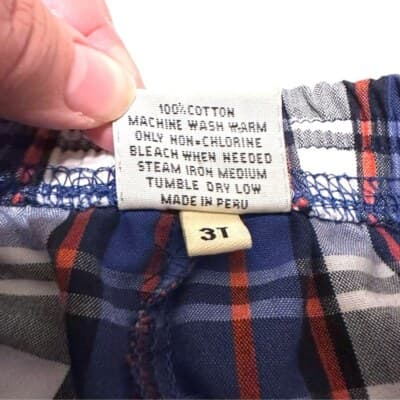 100% COTTON
MACHINE WASH WARM
ONLY NON-CHLORINE
BLEACH WHEN NEEDED
STEAM IRON MEDIUM
TUMBLE DRY LOW
MADE IN PERU
3T